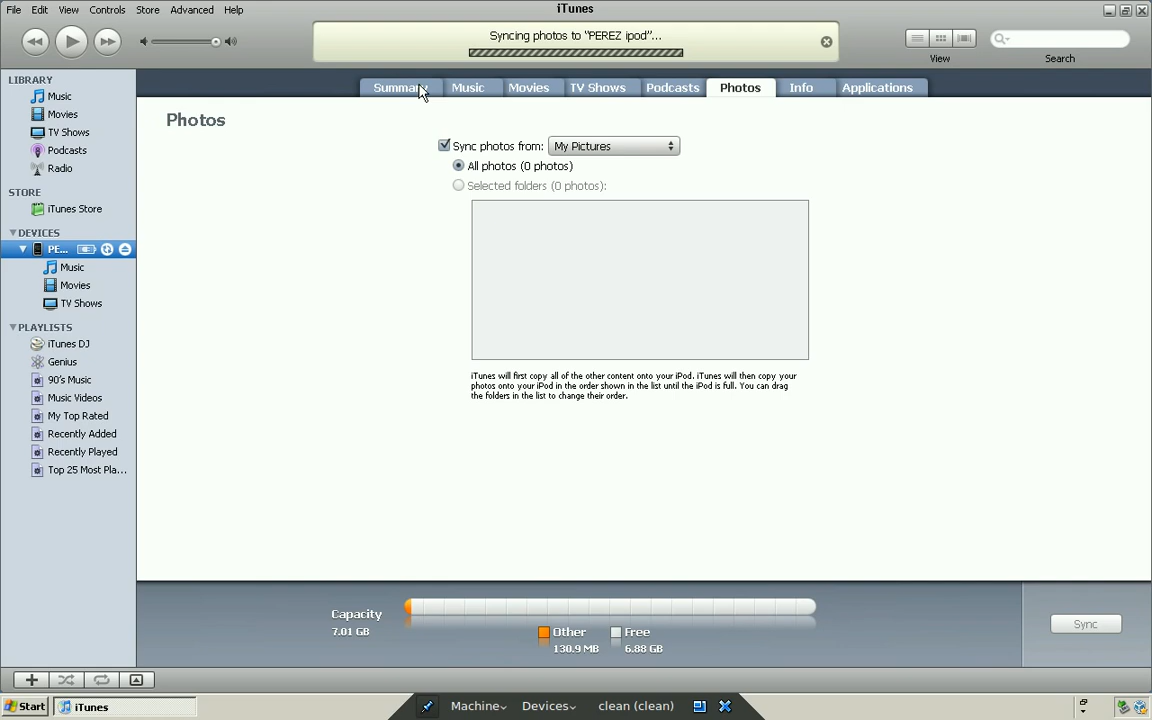 File Edit View Controls Store Advanced Help
iTunes
Syncing photos to "PEREZ ipod"...
View
Search
LIBRARY
Music
Movies
TV Shows
Podcasts
Radio
STORE
iTunes Store
DEVICES
PE...
Music
Movies
TV Shows
PLAYLISTS
iTunes DJ
Genius
90's Music
Music Videos
My Top Rated
Recently Added
Recently Played
Top 25 Most Pla...
Summary Music Movies TV Shows Podcasts Photos Info Applications
Photos
Sync photos from: My Pictures
All photos (0 photos)
Selected folders (0 photos):
iTunes will first copy all of the other content onto your iPod. iTunes will then copy your
photos onto your iPod in the order shown in the list until the iPod is full. You can drag
the folders in the list to change their order.
Capacity
7.01 GB
Other
130.9 MB
Free
6.88 GB
Sync
Start iTunes
Machine Devices clean (clean)